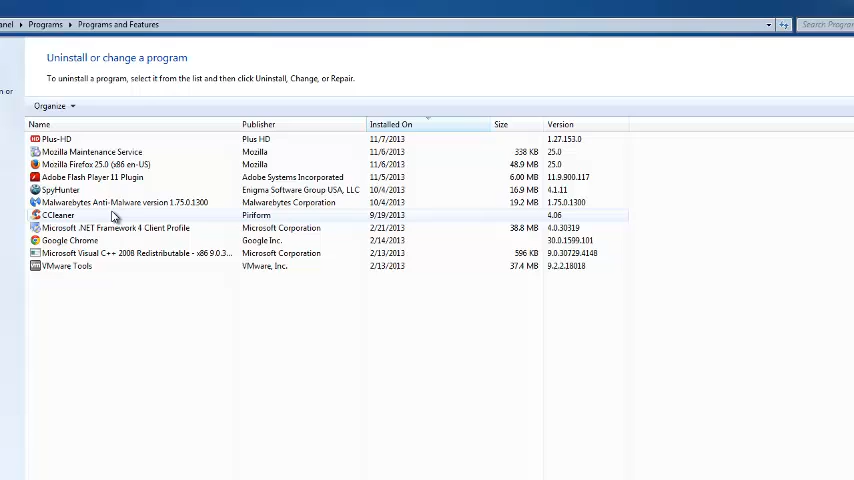 anel ▸ Programs ▸ Programs and Features Search Program
Uninstall or change a program
To uninstall a program, select it from the list and then click Uninstall, Change, or Repair.
n or
Organize
Name Publisher Installed On Size Version
Plus-HD Plus HD 11/7/2013 1.27.153.0
Mozilla Maintenance Service Mozilla 11/6/2013 338 KB 25.0
Mozilla Firefox 25.0 (x86 en-US) Mozilla 11/6/2013 48.9 MB 25.0
Adobe Flash Player 11 Plugin Adobe Systems Incorporated 11/5/2013 6.00 MB 11.9.900.117
SpyHunter Enigma Software Group USA, LLC 10/4/2013 16.9 MB 4.1.11
Malwarebytes Anti-Malware version 1.75.0.1300 Malwarebytes Corporation 10/4/2013 19.2 MB 1.75.0.1300
CCleaner Piriform 9/19/2013 4.06
Microsoft .NET Framework 4 Client Profile Microsoft Corporation 2/21/2013 38.8 MB 4.0.30319
Google Chrome Google Inc. 2/14/2013 30.0.1599.101
Microsoft Visual C++ 2008 Redistributable - x86 9.0.3... Microsoft Corporation 2/13/2013 596 KB 9.0.30729.4148
VMware Tools VMware, Inc. 2/13/2013 37.4 MB 9.2.2.18018